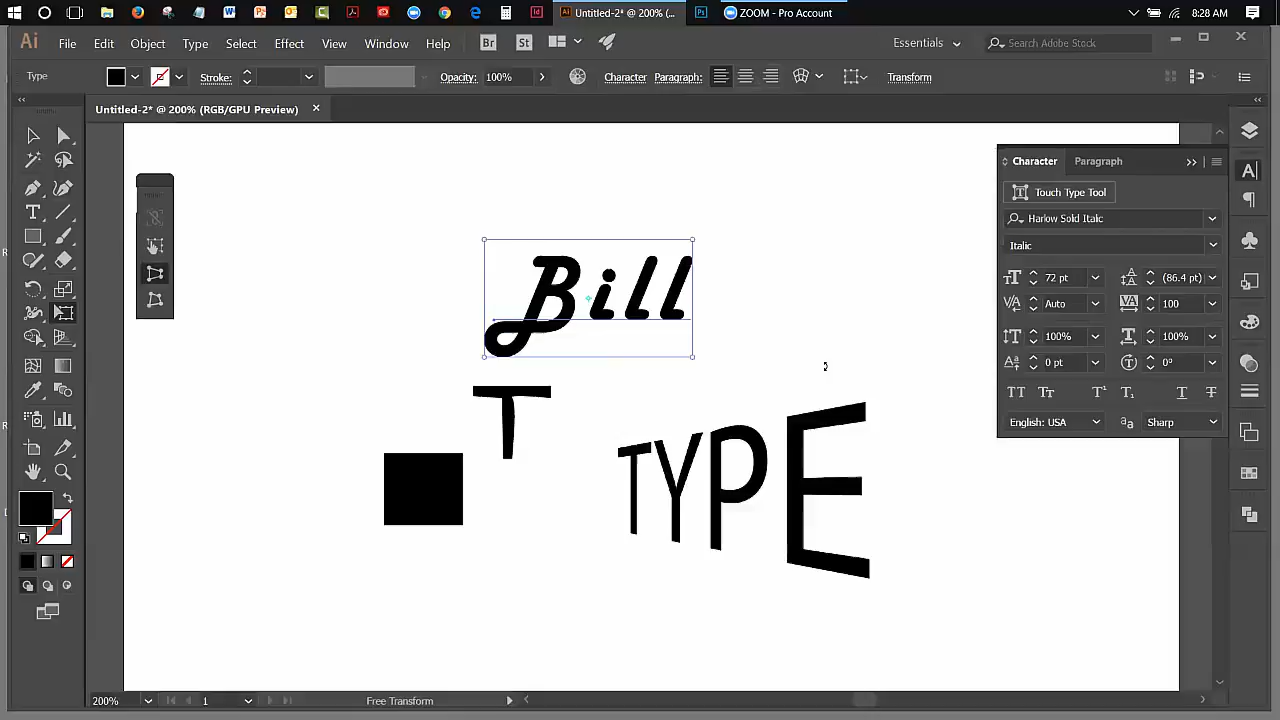 Untitled-2* @ 200% (...
ZOOM - Pro Account
8:28 AM
Ai File Edit Object Type Select Effect View Window Help Br St Essentials Search Adobe Stock
Type Stroke: Opacity: 100% Character Paragraph: Transform
Untitled-2* @ 200% (RGB/GPU Preview)
Character Paragraph
Touch Type Tool
Harlow Solid Italic
Italic
72 pt (86.4 pt)
Auto 100
100% 100%
0 pt 0°
English: USA Sharp
Bill
T
TYPE
200% 1 Free Transform